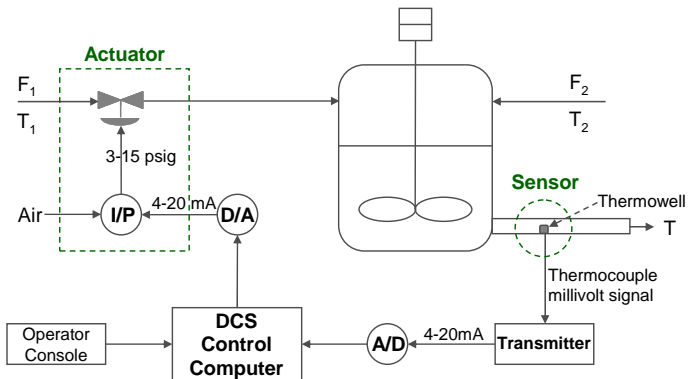 Actuator
F1
T1
3-15 psig
Air
I/P
4-20 mA
D/A
F2
T2
Sensor
Thermowell
T
Thermocouple
millivolt signal
Operator
Console
DCS
Control
Computer
A/D
4-20mA
Transmitter